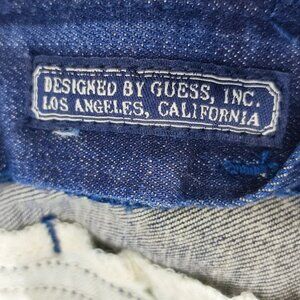 DESIGNED BY GUESS, INC.
LOS ANGELES, CALIFORNIA